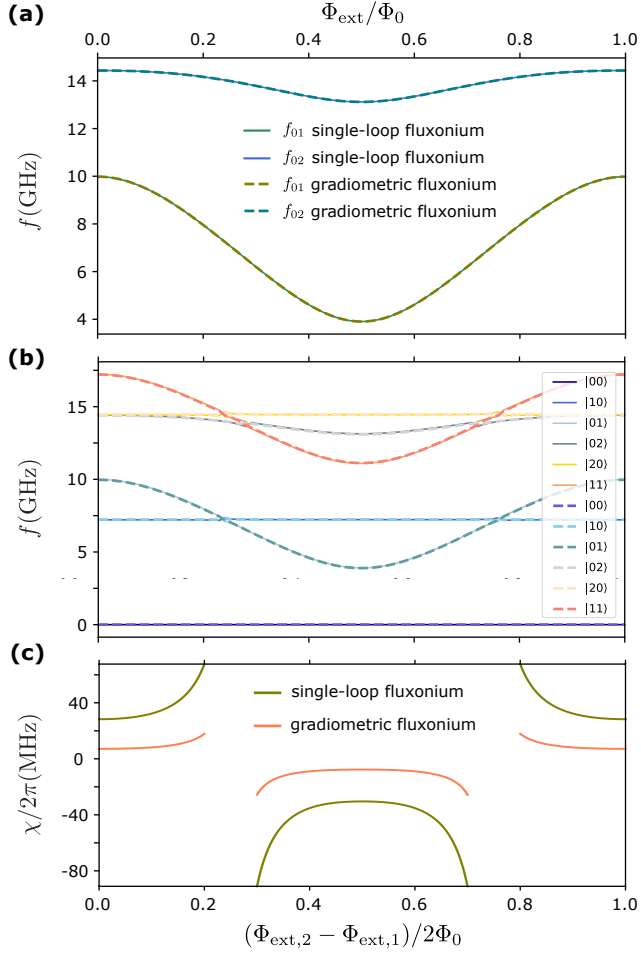 (a)
Φext/Φ0
0.0 0.2 0.4 0.6 0.8 1.0
14
12
10
8
6
4
f(GHz)
f01 single-loop fluxonium
f02 single-loop fluxonium
f01 gradiometric fluxonium
f02 gradiometric fluxonium
(b)
15
10
5
0
f(GHz)
|00⟩
|10⟩
|01⟩
|02⟩
|20⟩
|11⟩
|00⟩
|10⟩
|01⟩
|02⟩
|20⟩
|11⟩
(c)
40
0
-40
-80
χ/2π(MHz)
single-loop fluxonium
gradiometric fluxonium
0.0 0.2 0.4 0.6 0.8 1.0
(Φext,2 − Φext,1)/2Φ0